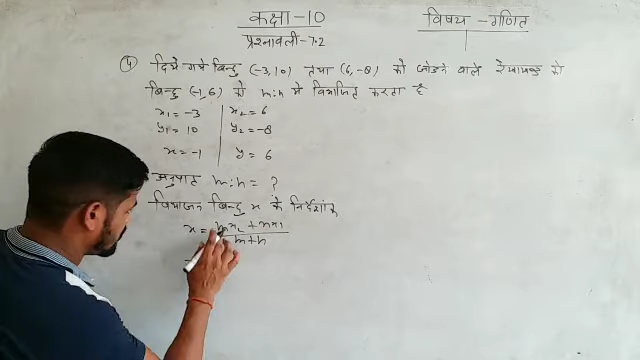 कक्षा -10
प्रश्नावली-7.2
विषय - गणित
(4) दिये गये बिन्दु (-3,10) तथा (6,-8) को जोड़ने वाले रेखाखण्ड को
बिन्दु (-1,6) को m:n मे विभाजित करता है
x₁ = -3 x₂ = 6
y₁ = 10 y₂ = -8
x = -1 y = 6
अनुपात m:n = ?
विभाजन बिन्दु x के निर्देशांक
x = mx₂ + nx₁
m+n